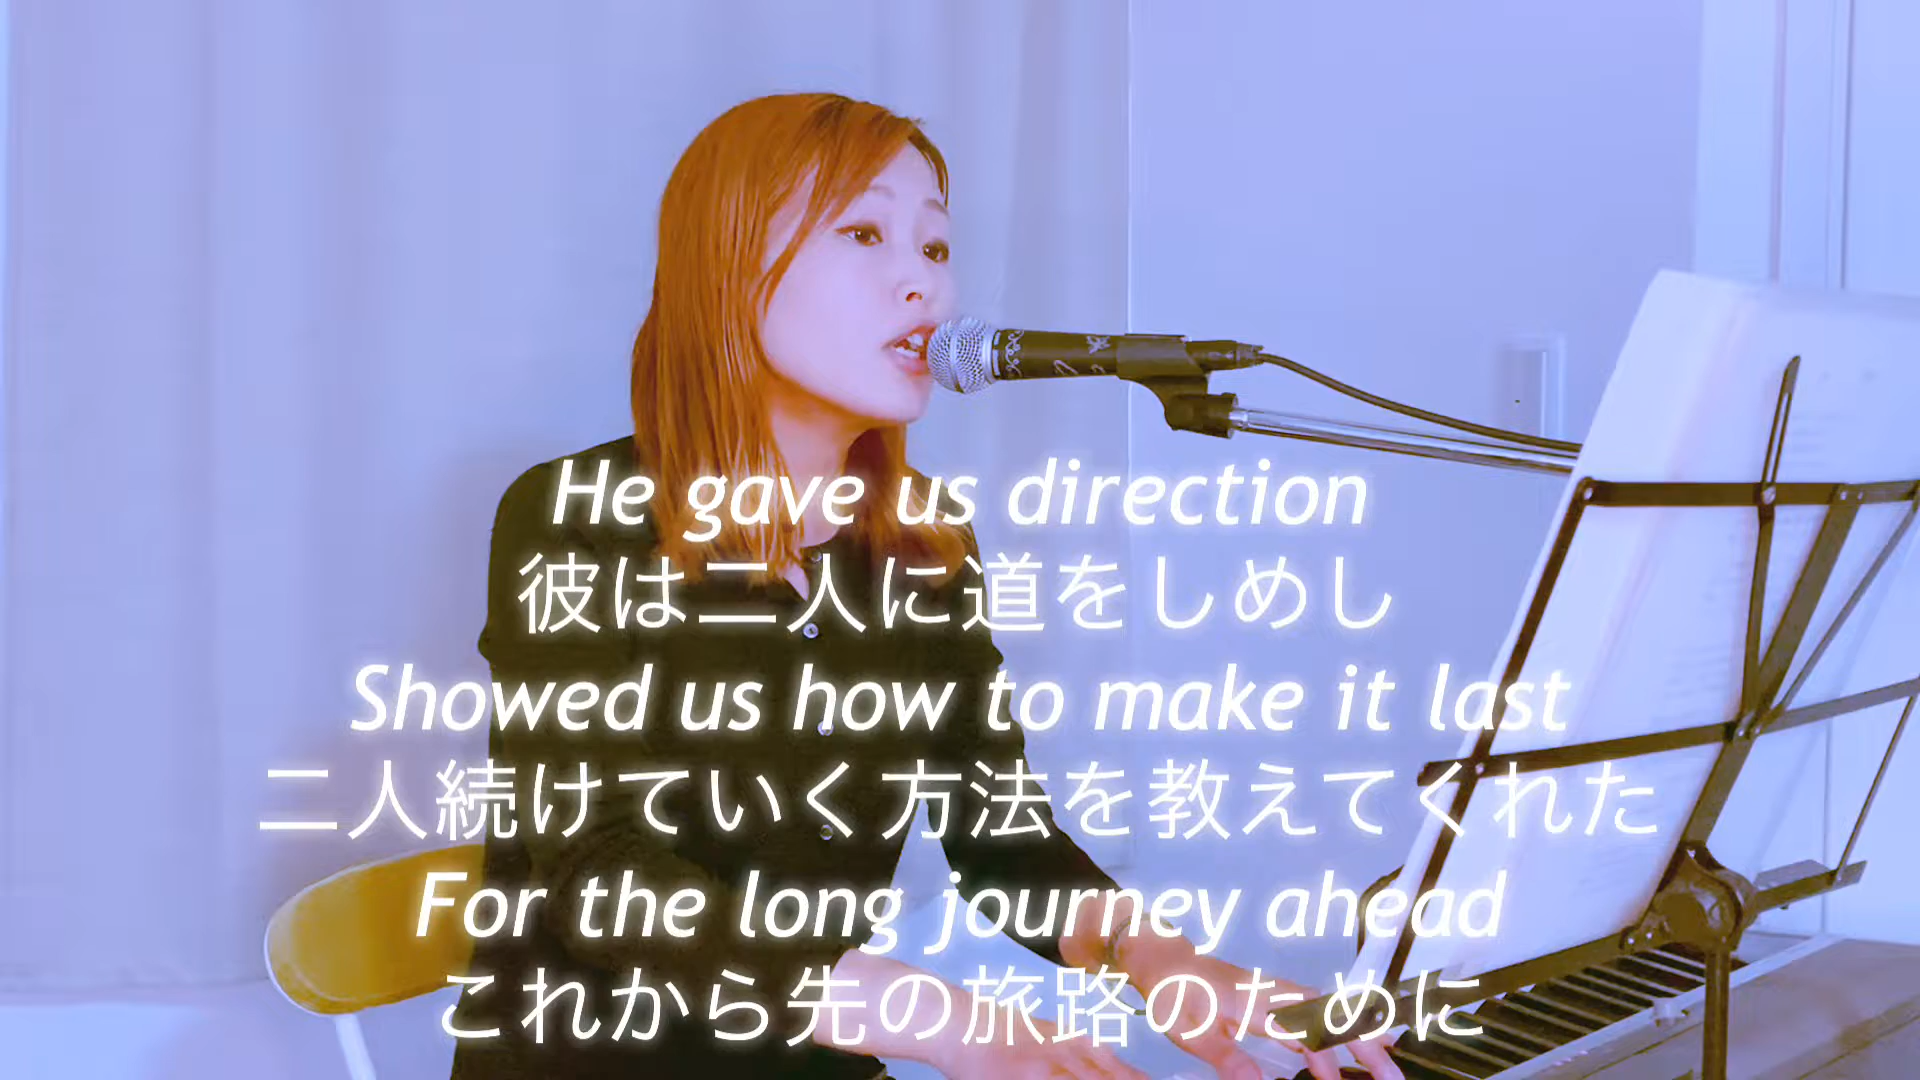 He gave us direction
彼は二人に道をしめし
Showed us how to make it last
二人続けていく方法を教えてくれた
For the long journey ahead
これから先の旅路のために